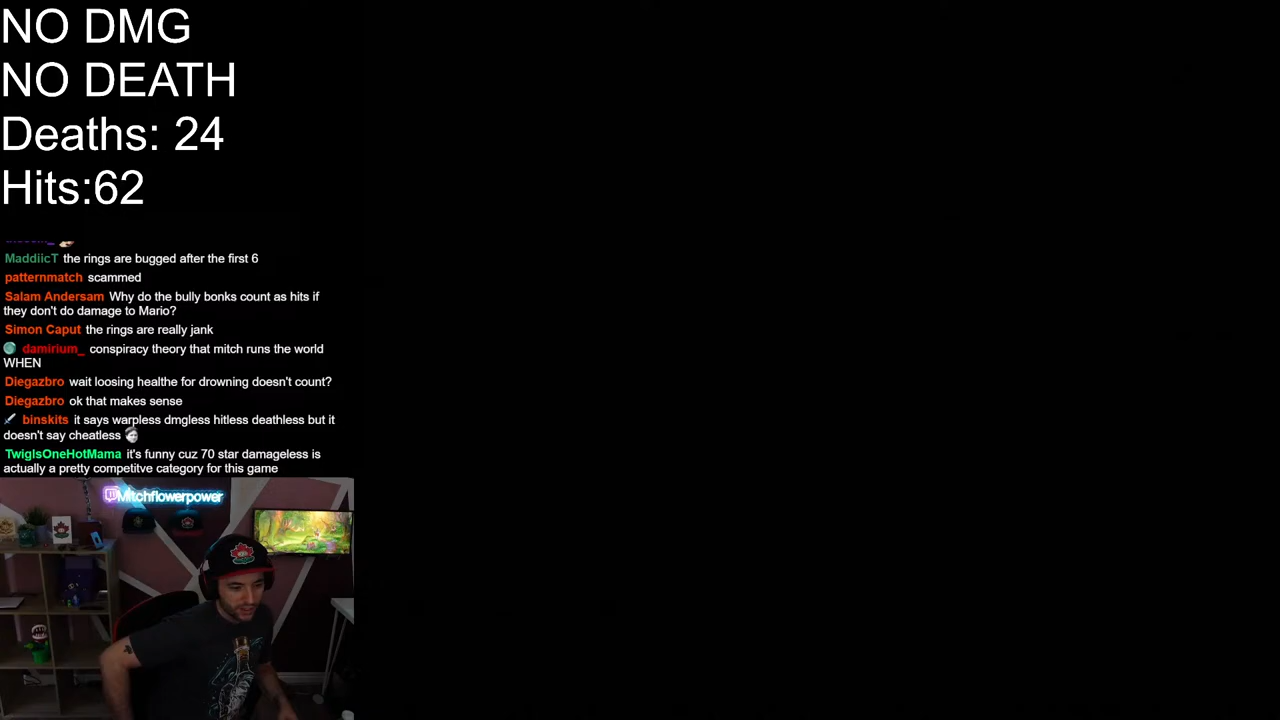 NO DMG
NO DEATH
Deaths: 24
Hits:62
MaddiicT the rings are bugged after the first 6
patternmatch scammed
Salam Andersam Why do the bully bonks count as hits if
they don't do damage to Mario?
Simon Caput the rings are really jank
damirium_ conspiracy theory that mitch runs the world
WHEN
Diegazbro wait loosing healthe for drowning doesn't count?
Diegazbro ok that makes sense
binskits it says warpless dmgless hitless deathless but it
doesn't say cheatless
TwigIsOneHotMama it's funny cuz 70 star damageless is
actually a pretty competitve category for this game
Mitchflowerpower